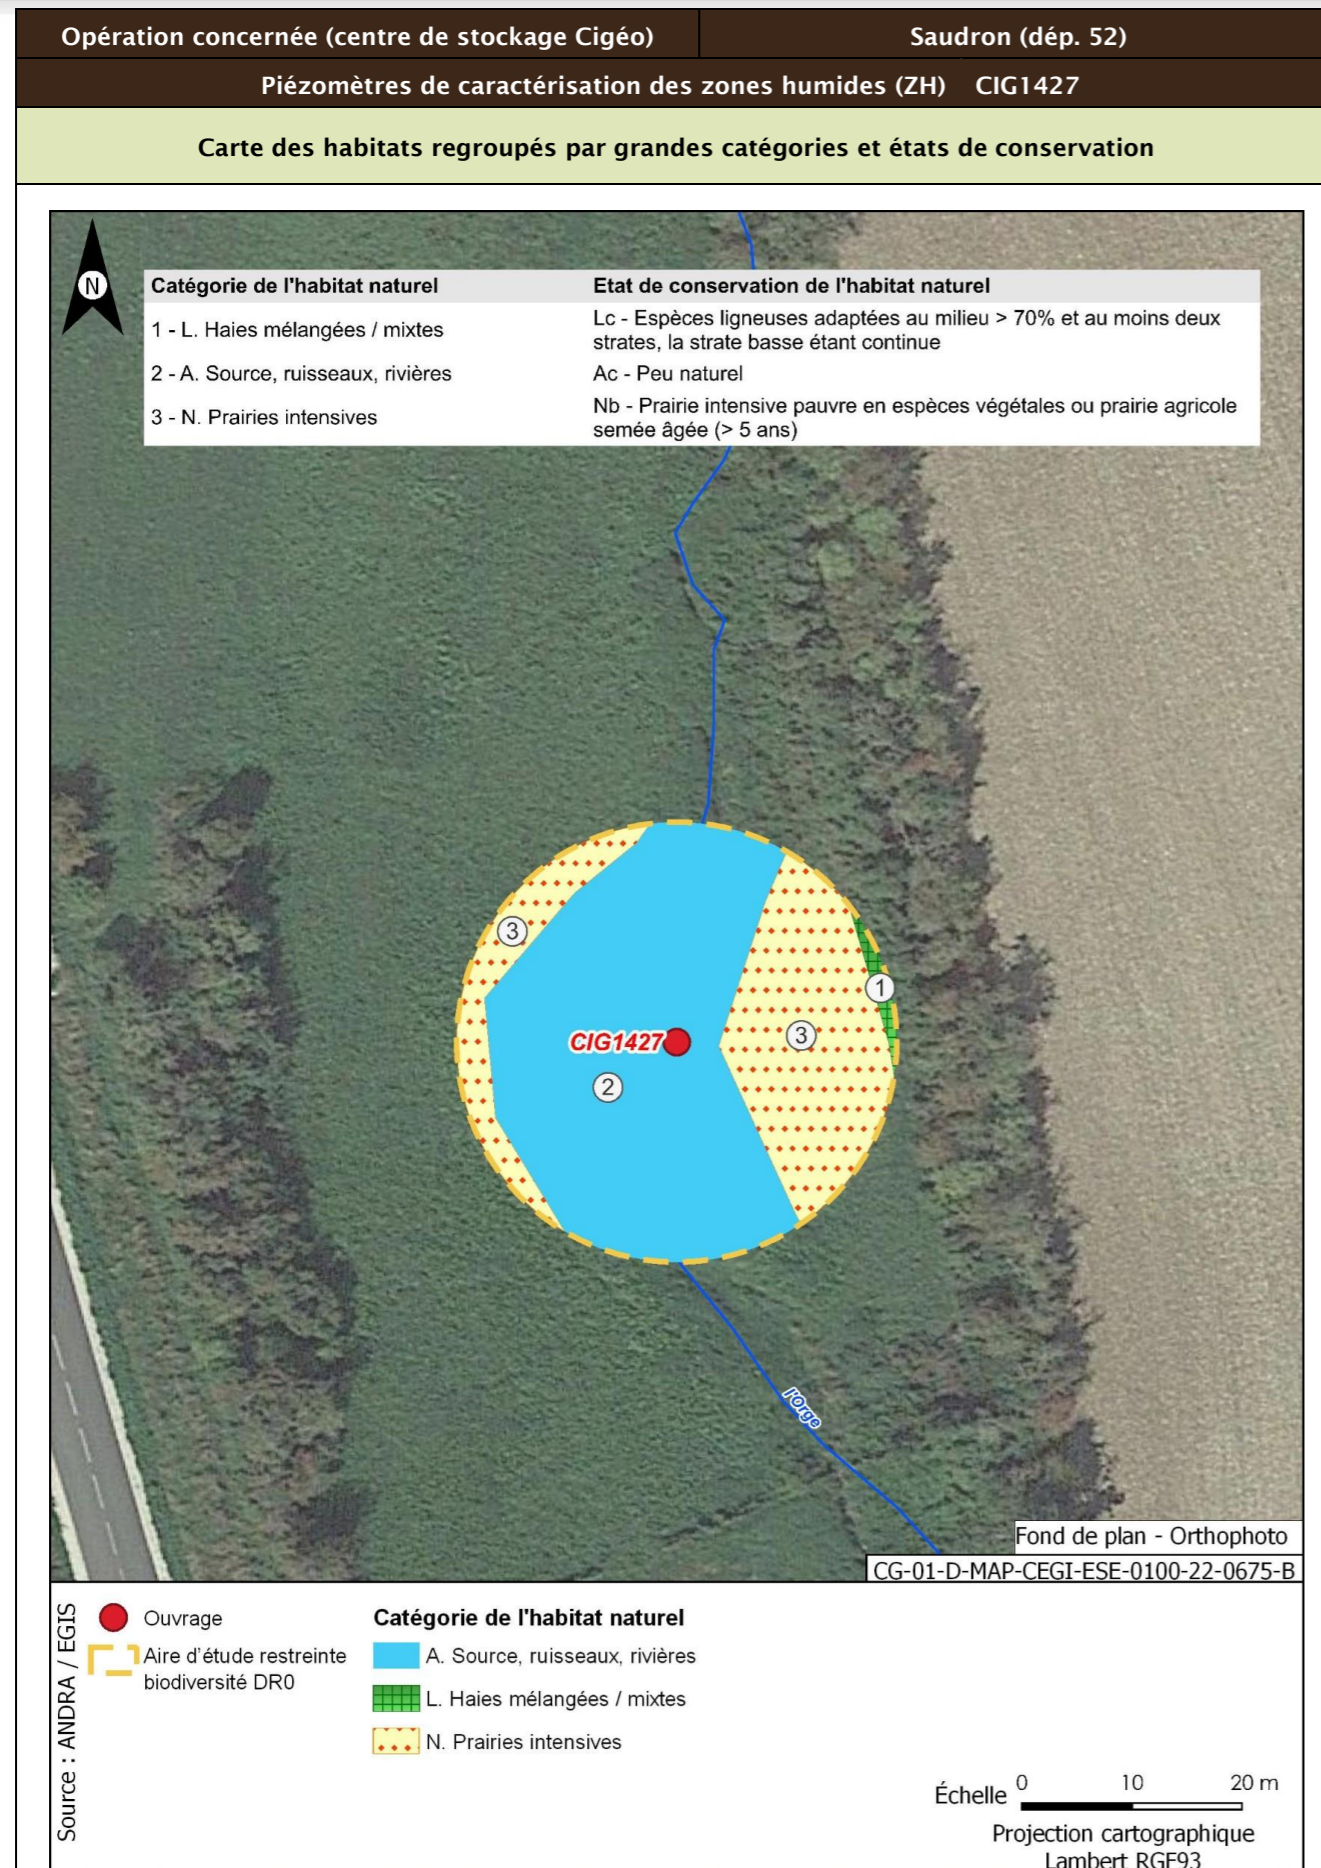 Opération concernée (centre de stockage Cigéo) Saudron (dép. 52)
Piézomètres de caractérisation des zones humides (ZH) CIG1427
Carte des habitats regroupés par grandes catégories et états de conservation
N
Catégorie de l'habitat naturel Etat de conservation de l'habitat naturel
1 - L. Haies mélangées / mixtes
Lc - Espèces ligneuses adaptées au milieu > 70% et au moins deux
strates, la strate basse étant continue
2 - A. Source, ruisseaux, rivières Ac - Peu naturel
3 - N. Prairies intensives
Nb - Prairie intensive pauvre en espèces végétales ou prairie agricole
semée âgée (> 5 ans)
3
1
3
CIG1427
2
l'Orge
Fond de plan - Orthophoto
CG-01-D-MAP-CEGI-ESE-0100-22-0675-B
Source : ANDRA / EGIS
Ouvrage
Aire d'étude restreinte
biodiversité DR0
Catégorie de l'habitat naturel
A. Source, ruisseaux, rivières
L. Haies mélangées / mixtes
N. Prairies intensives
Échelle 0 10 20 m
Projection cartographique
Lambert RGF93